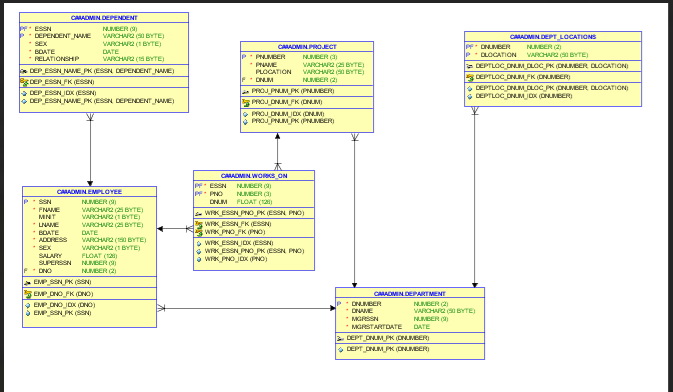 CMADMIN.DEPENDENT
PF * ESSN NUMBER (9)
P * DEPENDENT_NAME VARCHAR2 (50 BYTE)
* SEX VARCHAR2 (1 BYTE)
* BDATE DATE
* RELATIONSHIP VARCHAR2 (15 BYTE)
DEP_ESSN_NAME_PK (ESSN, DEPENDENT_NAME)
DEP_ESSN_FK (ESSN)
DEP_ESSN_IDX (ESSN)
DEP_ESSN_NAME_PK (ESSN, DEPENDENT_NAME)
CMADMIN.PROJECT
P * PNUMBER NUMBER (3)
* PNAME VARCHAR2 (25 BYTE)
PLOCATION VARCHAR2 (50 BYTE)
F * DNUM NUMBER (2)
PROJ_PNUM_PK (PNUMBER)
PROJ_DNUM_FK (DNUM)
PROJ_DNUM_IDX (DNUM)
PROJ_PNUM_PK (PNUMBER)
CMADMIN.DEPT_LOCATIONS
PF * DNUMBER NUMBER (2)
P * DLOCATION VARCHAR2 (50 BYTE)
DEPTLOC_DNUM_DLOC_PK (DNUMBER, DLOCATION)
DEPTLOC_DNUM_FK (DNUMBER)
DEPTLOC_DNUM_DLOC_PK (DNUMBER, DLOCATION)
DEPTLOC_DNUM_IDX (DNUMBER)
CMADMIN.EMPLOYEE
P * SSN NUMBER (9)
* FNAME VARCHAR2 (25 BYTE)
MINIT VARCHAR2 (1 BYTE)
* LNAME VARCHAR2 (25 BYTE)
* BDATE DATE
* ADDRESS VARCHAR2 (150 BYTE)
* SEX VARCHAR2 (1 BYTE)
SALARY FLOAT (126)
SUPERSSN NUMBER (9)
F * DNO NUMBER (2)
EMP_SSN_PK (SSN)
EMP_DNO_FK (DNO)
EMP_DNO_IDX (DNO)
EMP_SSN_PK (SSN)
CMADMIN.WORKS_ON
PF * ESSN NUMBER (9)
PF * PNO NUMBER (3)
DNUM FLOAT (126)
WRK_ESSN_PNO_PK (ESSN, PNO)
WRK_ESSN_FK (ESSN)
WRK_PNO_FK (PNO)
WRK_ESSN_IDX (ESSN)
WRK_ESSN_PNO_PK (ESSN, PNO)
WRK_PNO_IDX (PNO)
CMADMIN.DEPARTMENT
P * DNUMBER NUMBER (2)
* DNAME VARCHAR2 (50 BYTE)
* MGRSSN NUMBER (9)
* MGRSTARTDATE DATE
DEPT_DNUM_PK (DNUMBER)
DEPT_DNUM_PK (DNUMBER)